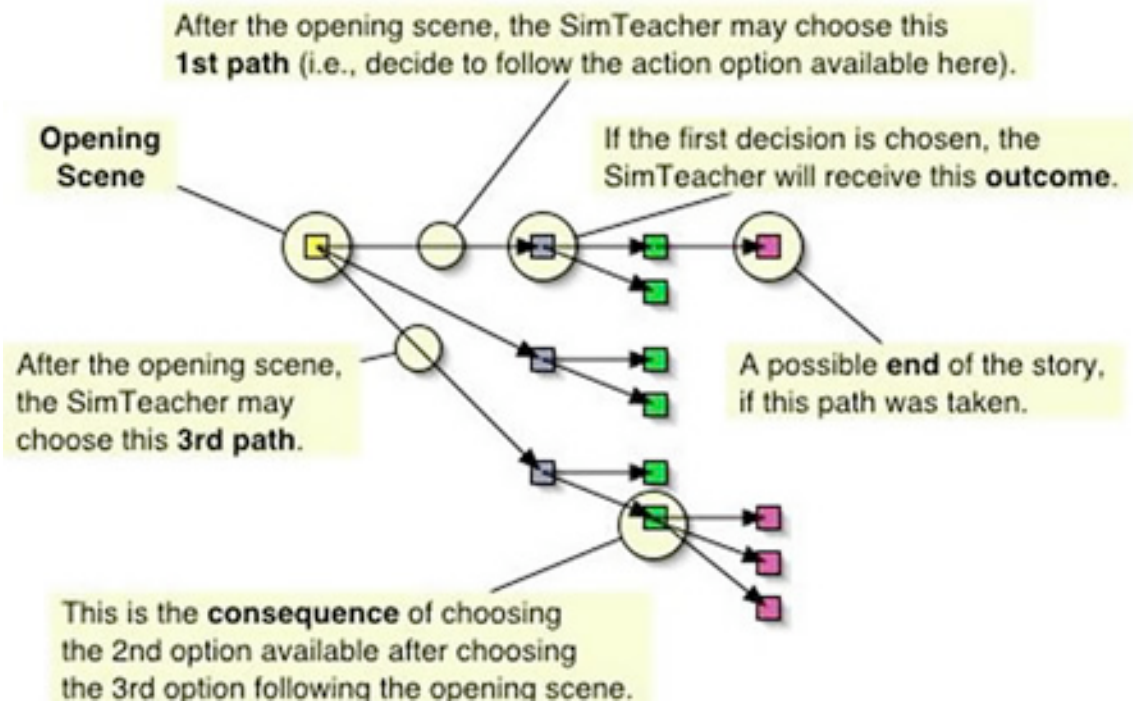 After the opening scene, the SimTeacher may choose this
1st path (i.e., decide to follow the action option available here).
Opening
Scene
If the first decision is chosen, the
SimTeacher will receive this outcome.
After the opening scene,
the SimTeacher may
choose this 3rd path.
A possible end of the story,
if this path was taken.
This is the consequence of choosing
the 2nd option available after choosing
the 3rd option following the opening scene.